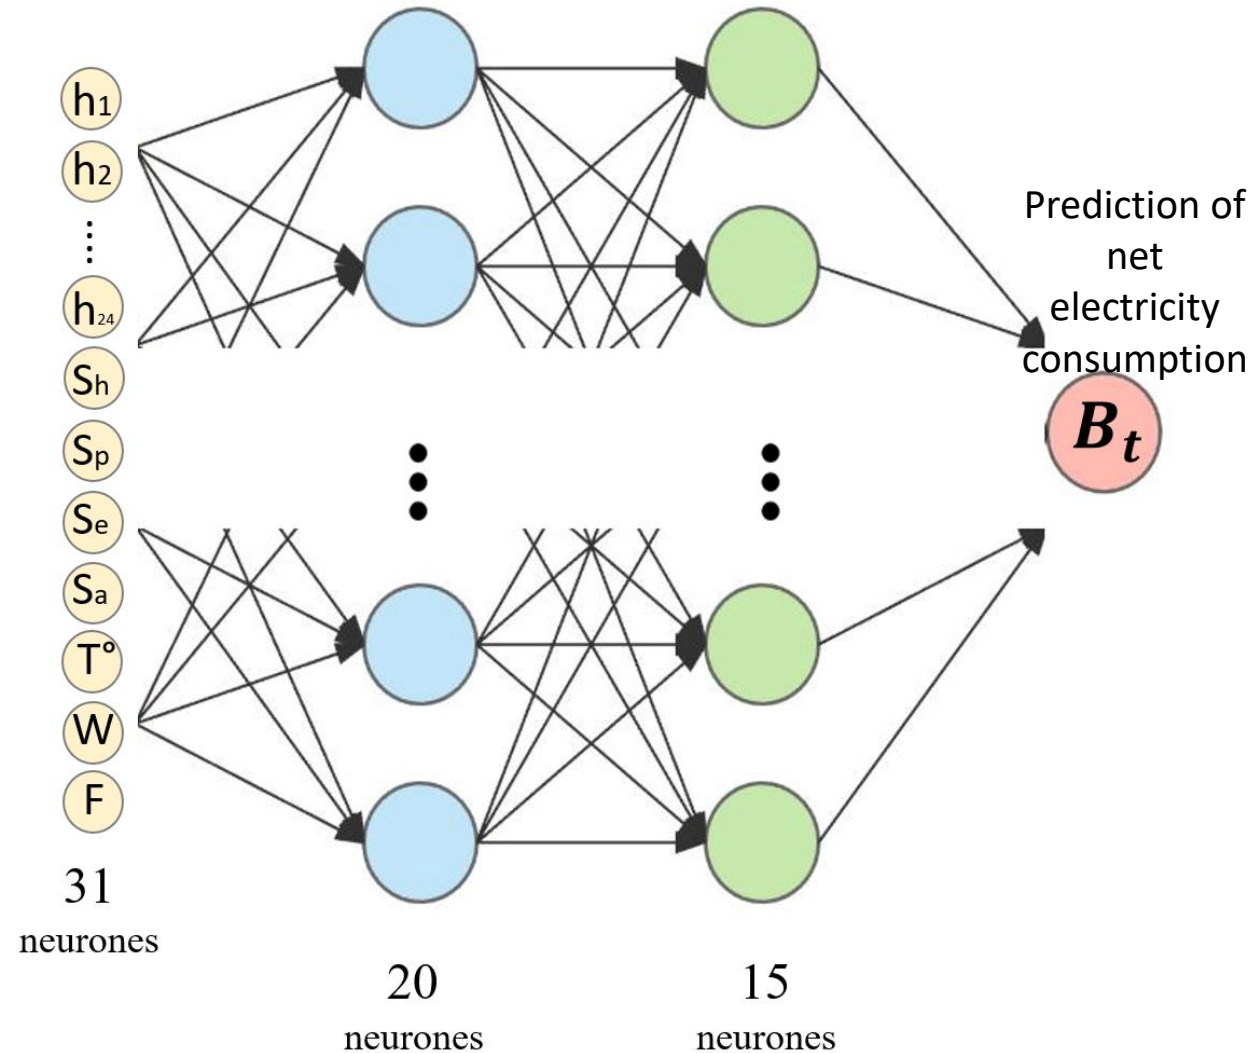 h1
h2
h24
Sh
Sp
Se
Sa
T°
W
F
31
neurones
20
neurones
15
neurones
Prediction of
net
electricity
consumption
Bt